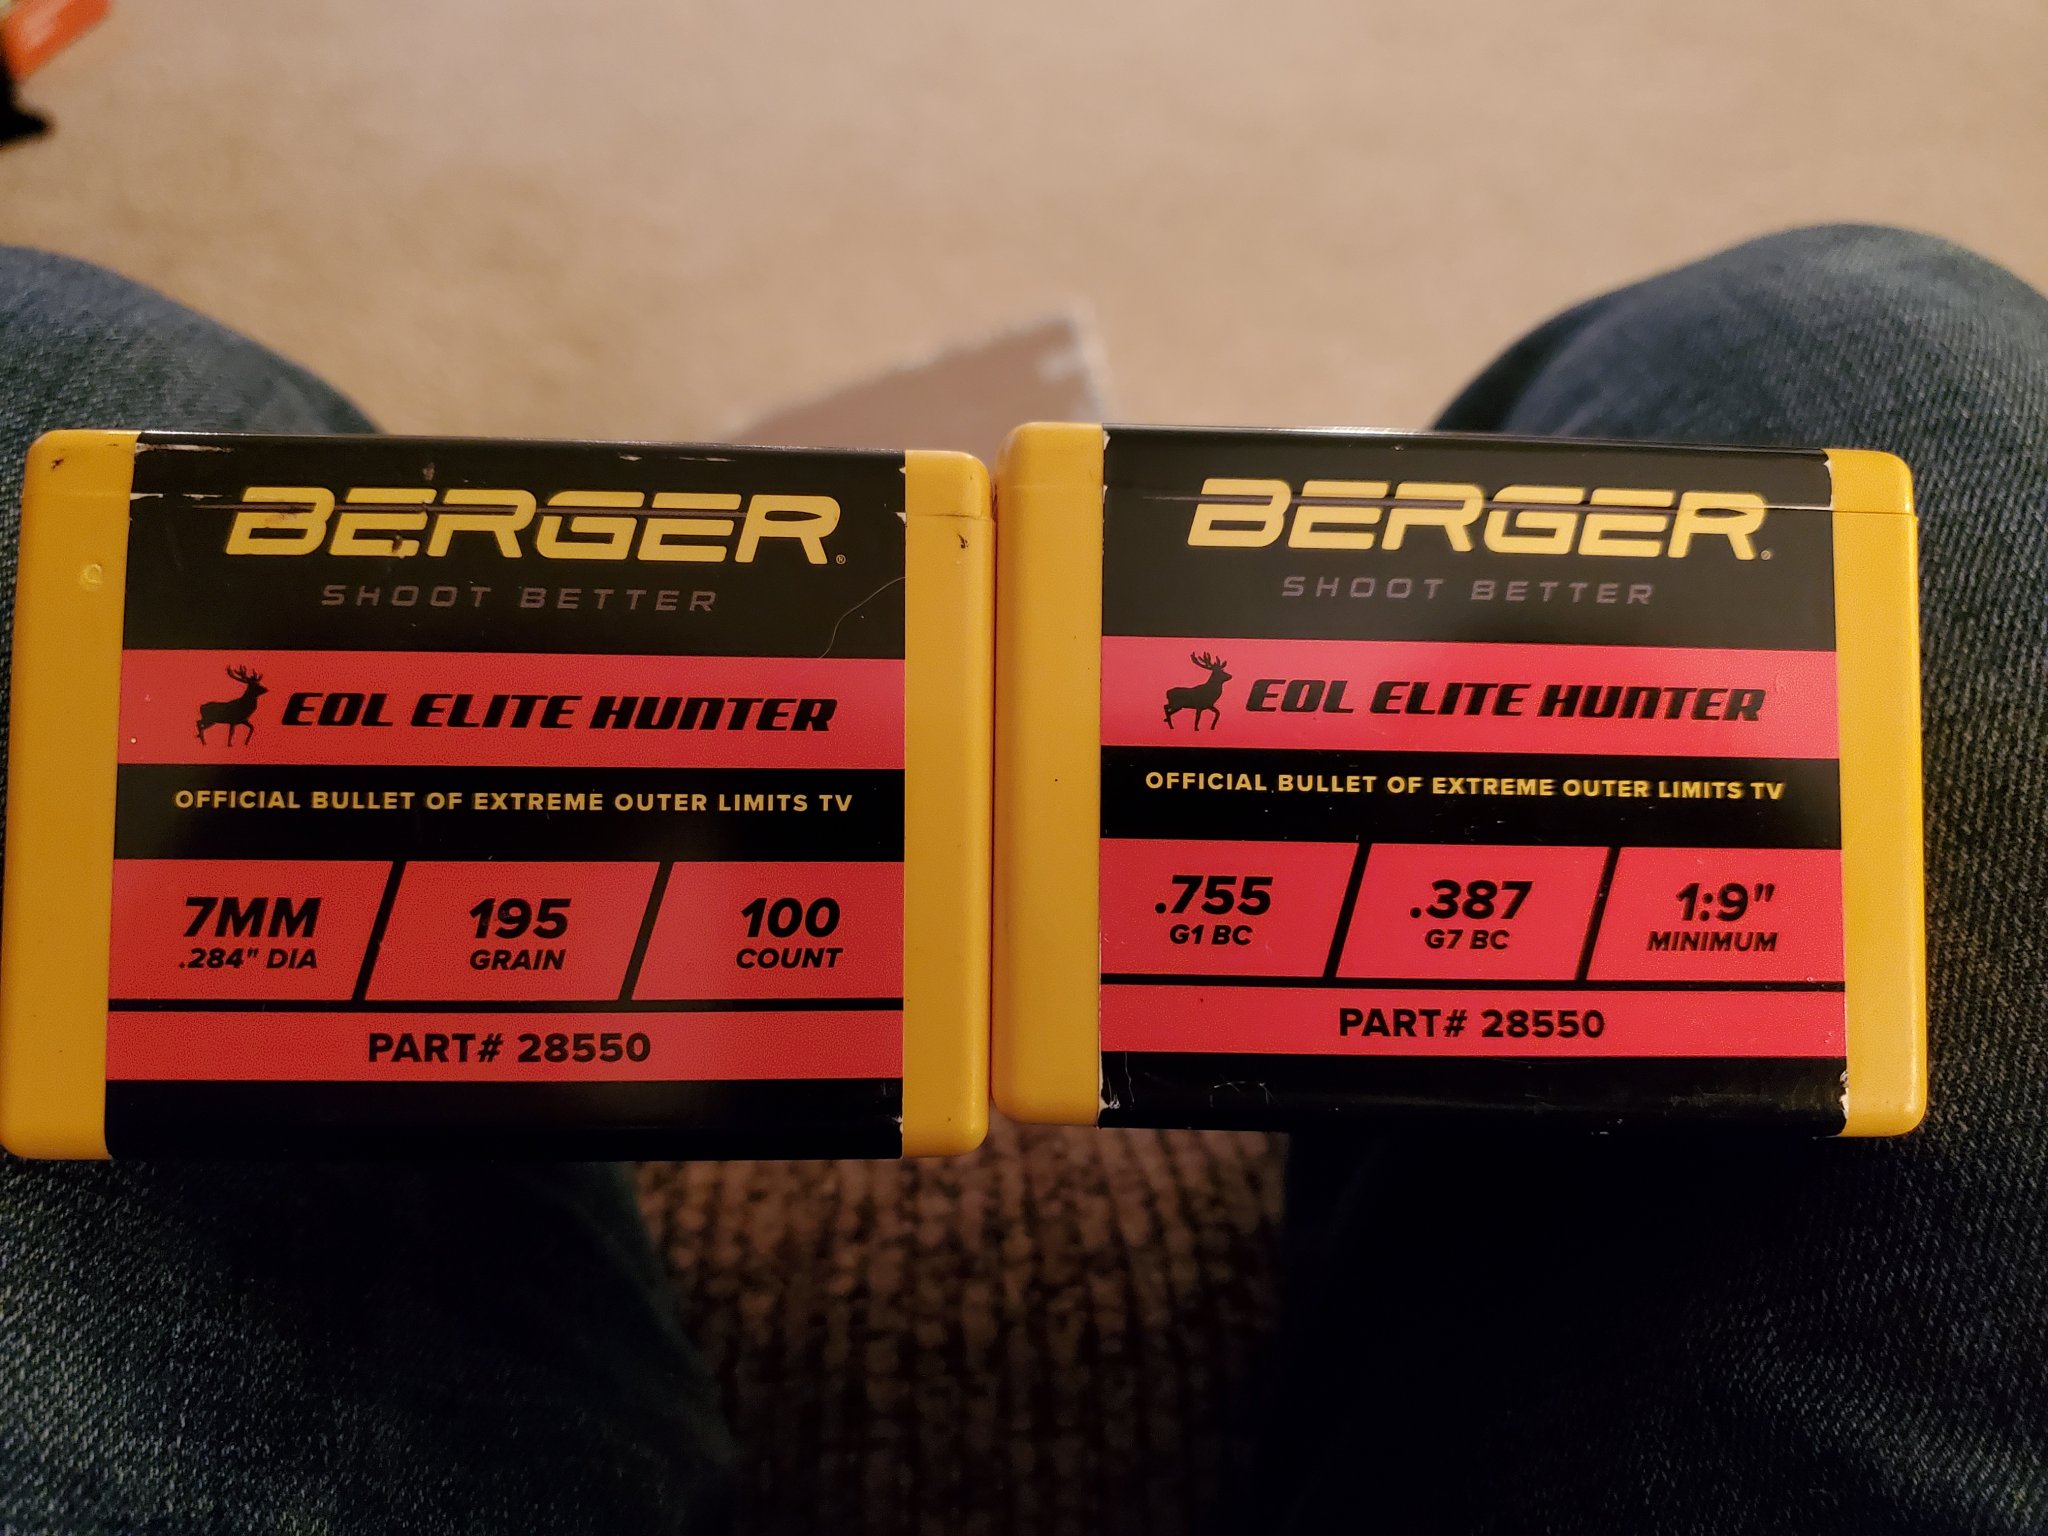 BERGER®
SHOOT BETTER
EOL ELITE HUNTER
OFFICIAL BULLET OF EXTREME OUTER LIMITS TV
7MM 195 100
.284" DIA GRAIN COUNT
PART# 28550
BERGER®
SHOOT BETTER
EOL ELITE HUNTER
OFFICIAL BULLET OF EXTREME OUTER LIMITS TV
.755 .387 1:9"
G1 BC G7 BC MINIMUM
PART# 28550